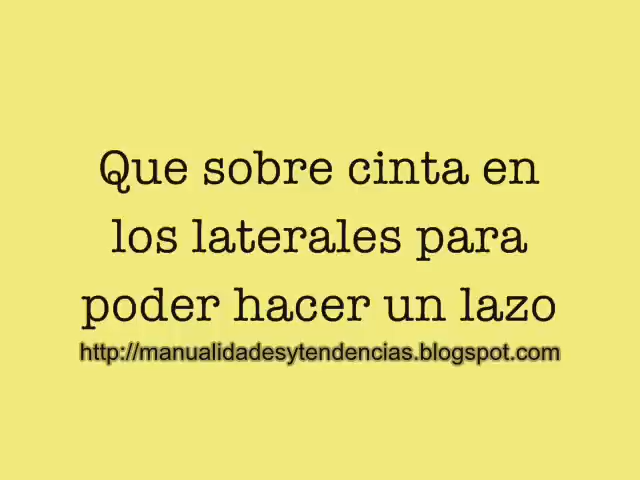 Que sobre cinta en
los laterales para
poder hacer un lazo
http://manualidadesytendencias.blogspot.com